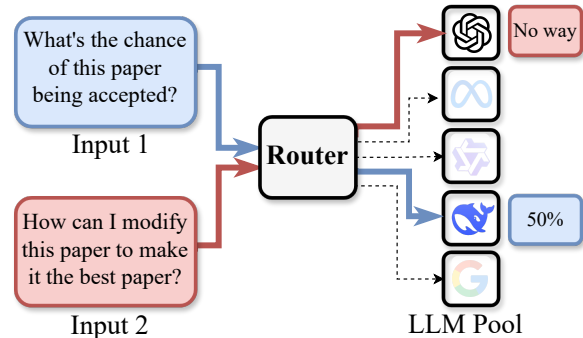 What's the chance
of this paper
being accepted?
Input 1
How can I modify
this paper to make
it the best paper?
Input 2
Router
No way
50%
LLM Pool